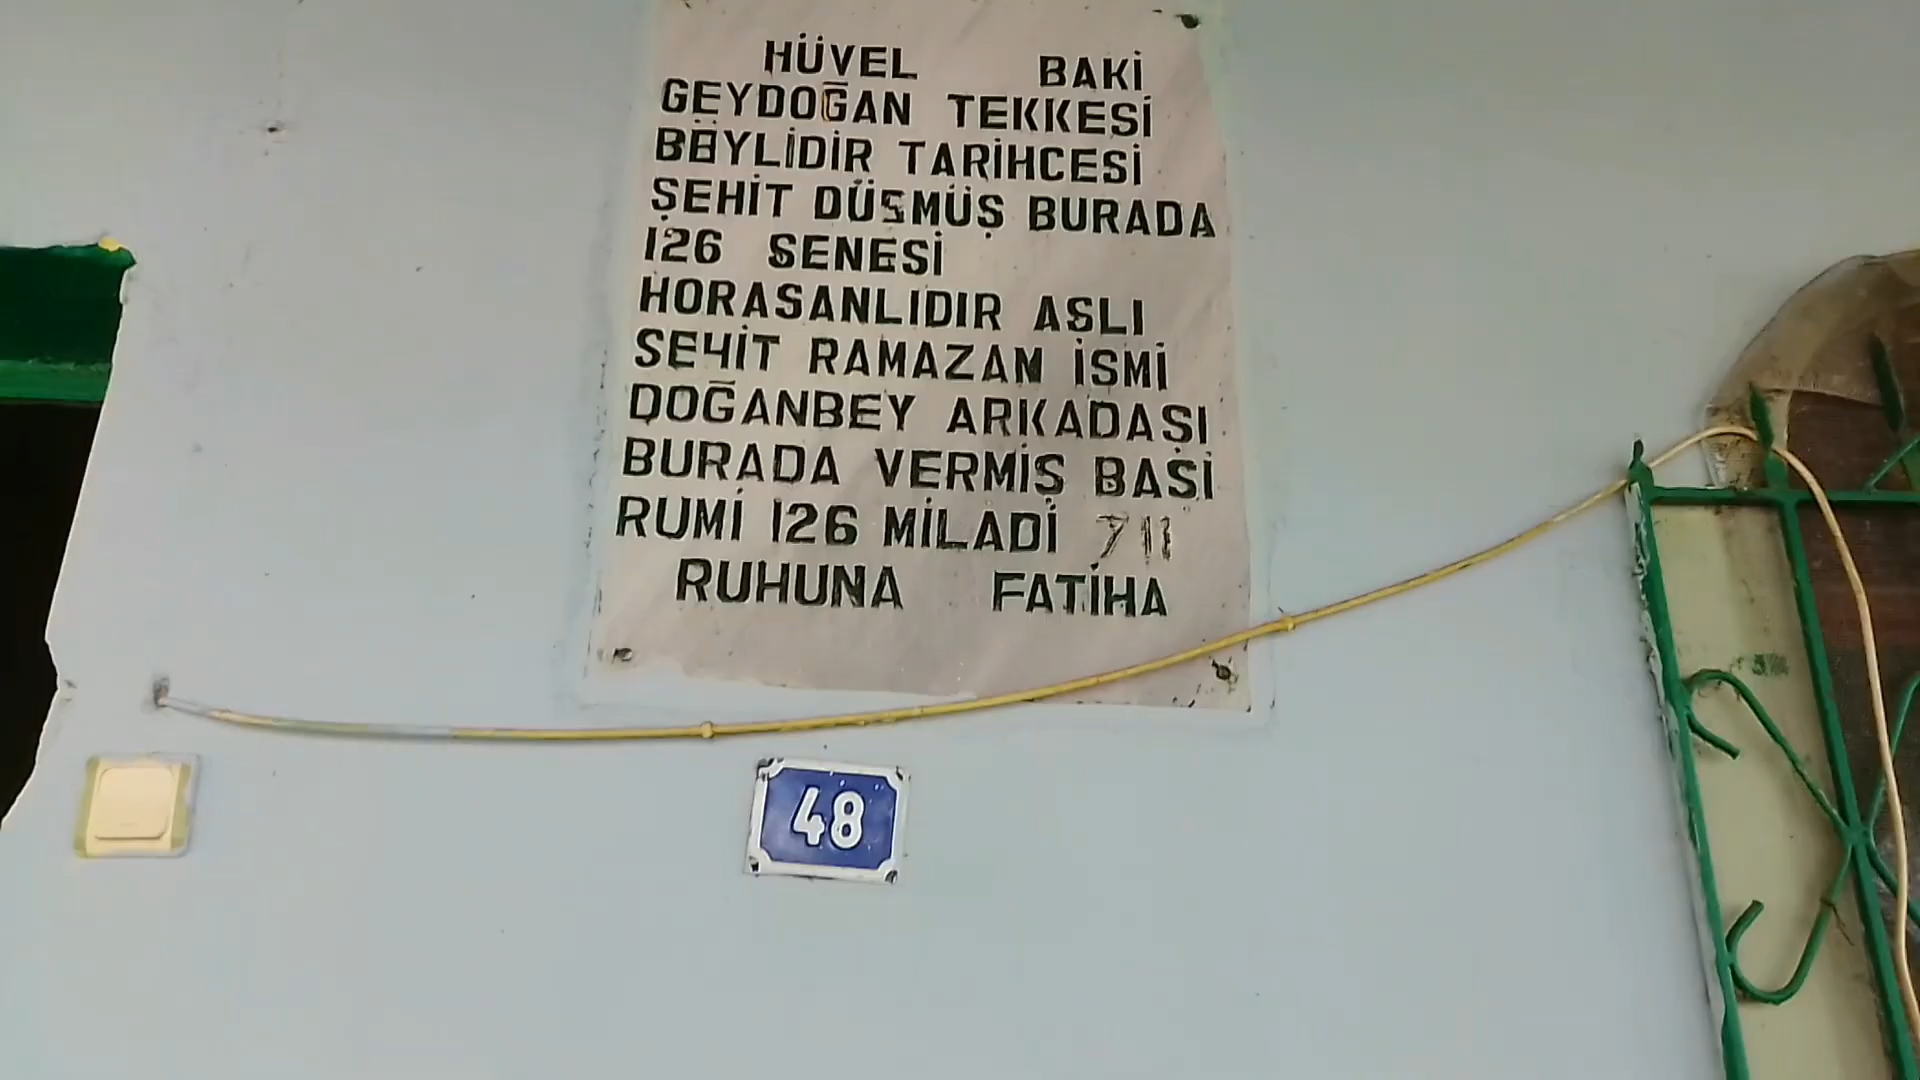 HÜVEL BAKİ
GEYDOĞAN TEKKESİ
BÖYLİDİR TARİHCESİ
ŞEHİT DÜŞMÜŞ BURADA
126 SENESİ
HORASANLIDIR ASLI
SEHİT RAMAZAN İSMİ
DOĞANBEY ARKADAŞI
BURADA VERMİŞ BAŞİ
RUMİ 126 MİLADİ 711
RUHUNA FATİHA
48